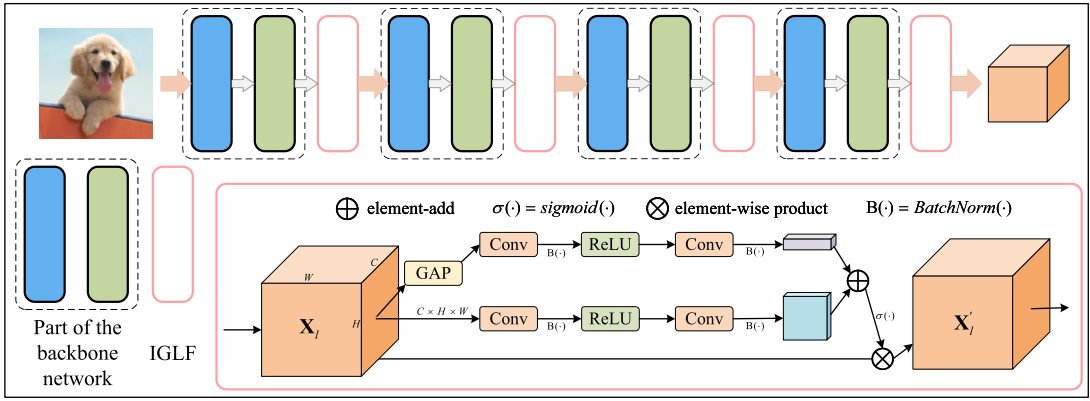 Part of the
backbone
network
IGLF
element-add
σ(·) = sigmoid(·)
element-wise product
B(·) = BatchNorm(·)
W
C
H
X_l
GAP
Conv
B(·)
ReLU
Conv
B(·)
C × H × W
Conv
B(·)
ReLU
Conv
B(·)
σ(·)
X'_l